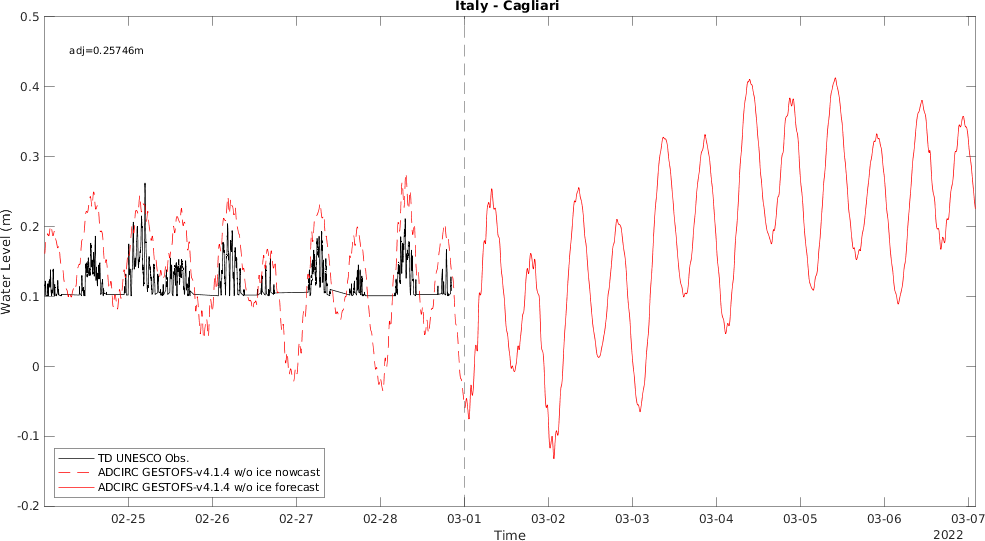 Italy - Cagliari
adj=0.25746m
Water Level (m)
0.5
0.4
0.3
0.2
0.1
0
-0.1
-0.2
TD UNESCO Obs.
ADCIRC GESTOFS-v4.1.4 w/o ice nowcast
ADCIRC GESTOFS-v4.1.4 w/o ice forecast
02-25 02-26 02-27 02-28 03-01 03-02 03-03 03-04 03-05 03-06 03-07
Time
2022